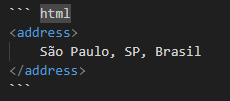 ``` html
<address>
    São Paulo, SP, Brasil
</address>
```